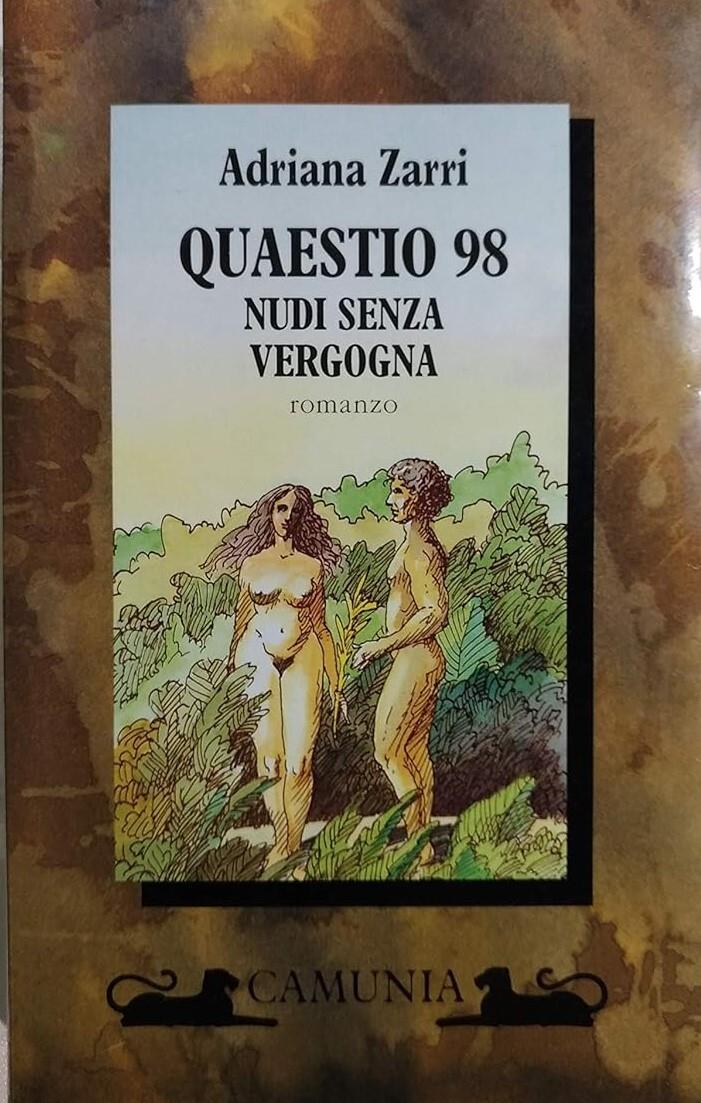 Adriana Zarri
QUAESTIO 98
NUDI SENZA
VERGOGNA
romanzo
CAMUNIA